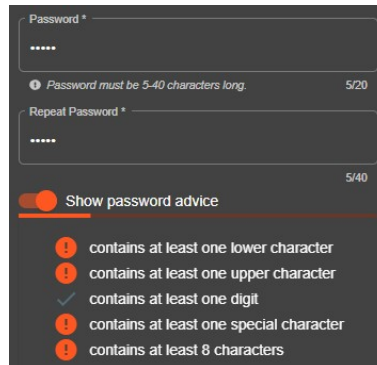 Password *
•••••
Password must be 5-40 characters long. 5/20
Repeat Password *
•••••
5/40
Show password advice
contains at least one lower character
contains at least one upper character
contains at least one digit
contains at least one special character
contains at least 8 characters